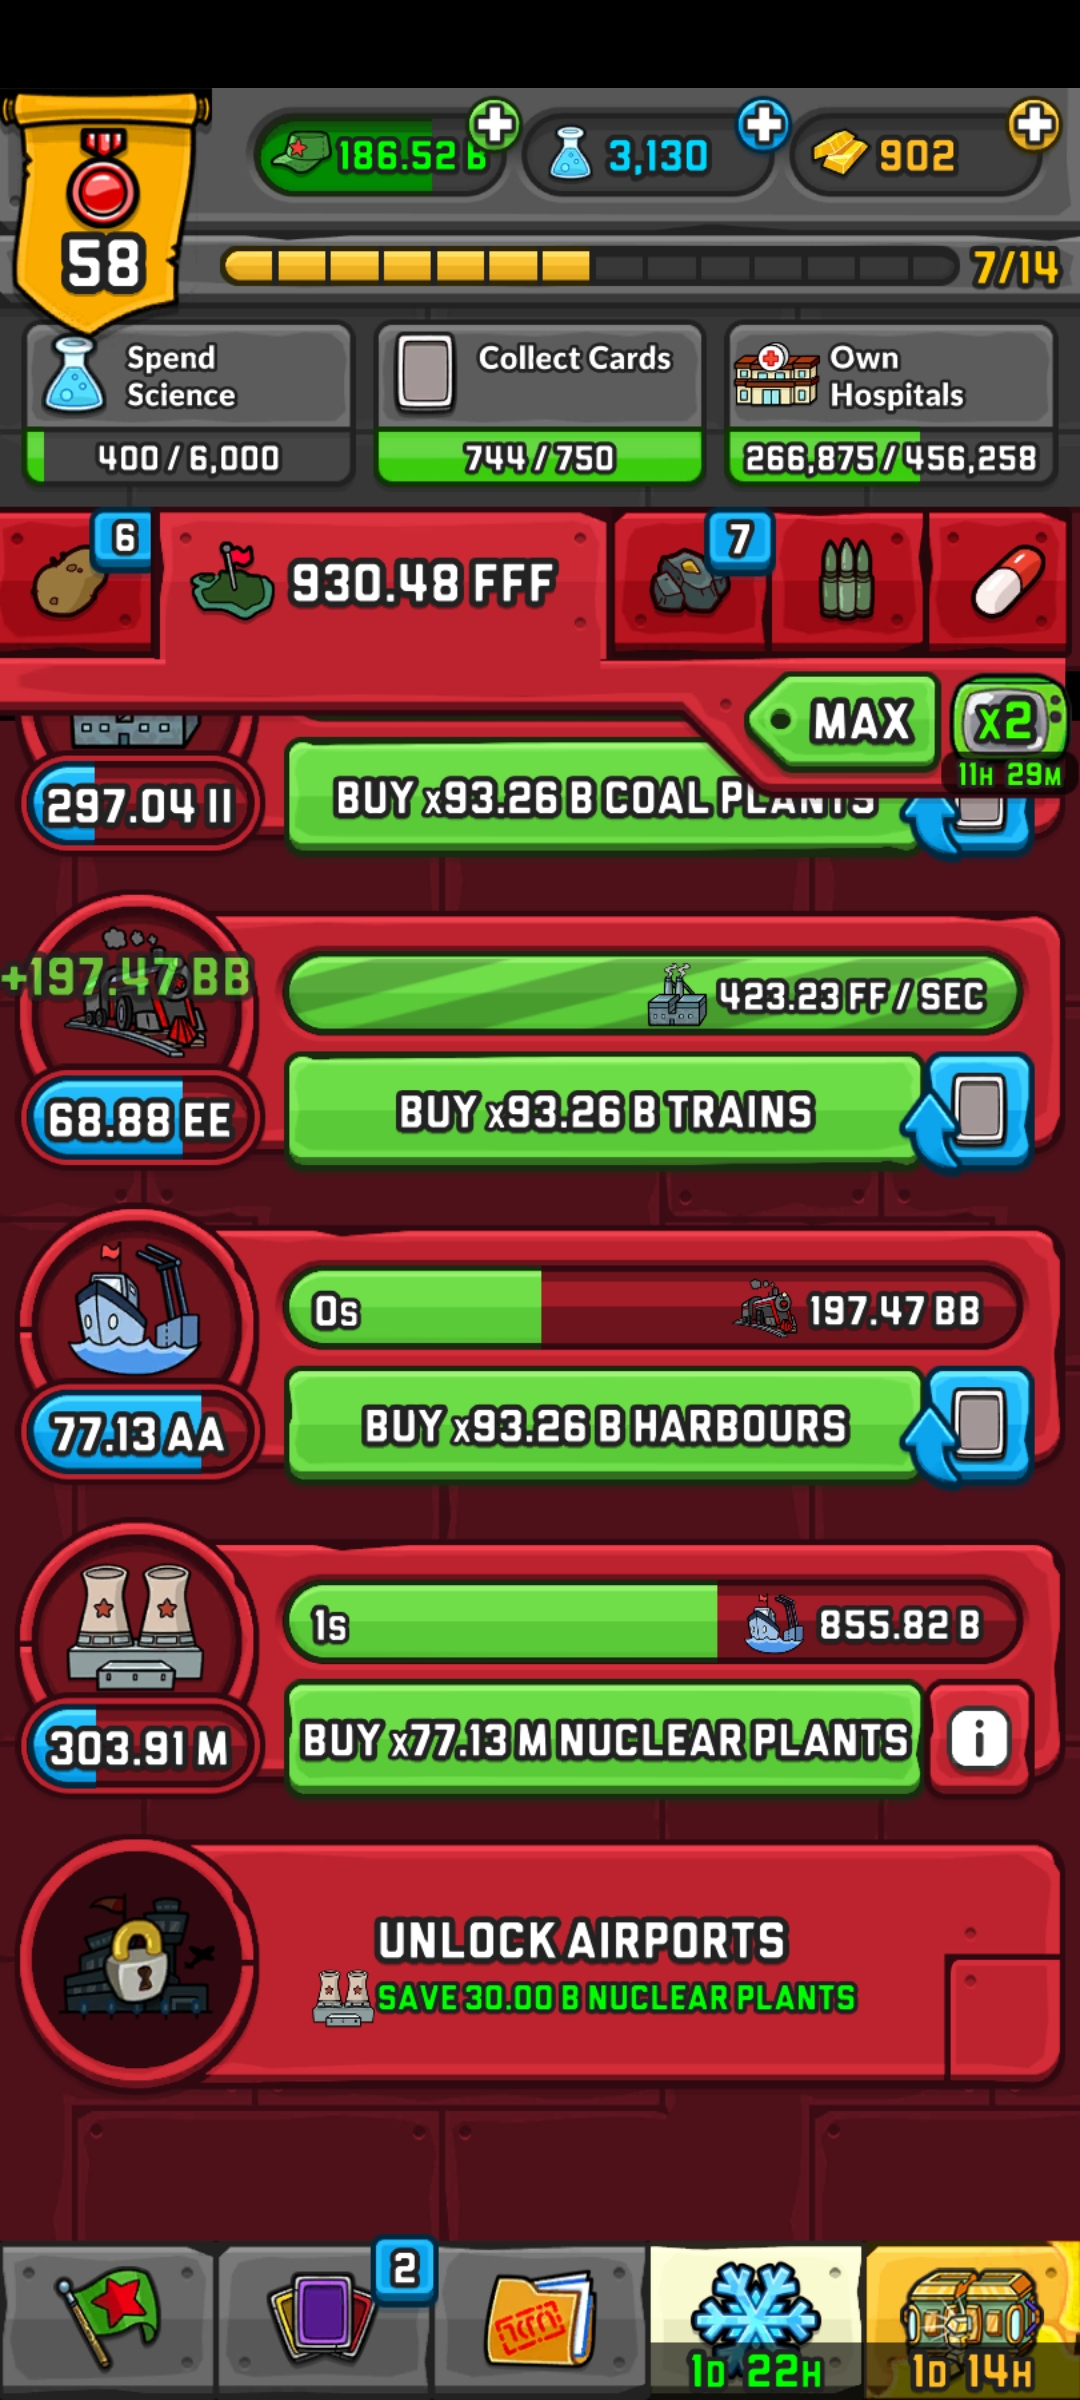 186.52 B
3,130
902
58
7/14
Spend
Science
Collect Cards
Own
Hospitals
400 / 6,000
744 / 750
266,875 / 456,258
6
930.48 FFF
7
MAX
x2
11H 29M
297.04 II
BUY x93.26 B COAL PLANTS
+197.47 BB
423.23 FF / SEC
68.88 EE
BUY x93.26 B TRAINS
0s
197.47 BB
77.13 AA
BUY x93.26 B HARBOURS
1s
855.82 B
303.91 M
BUY x77.13 M NUCLEAR PLANTS
i
UNLOCK AIRPORTS
SAVE 30.00 B NUCLEAR PLANTS
2
1D 22H
1D 14H